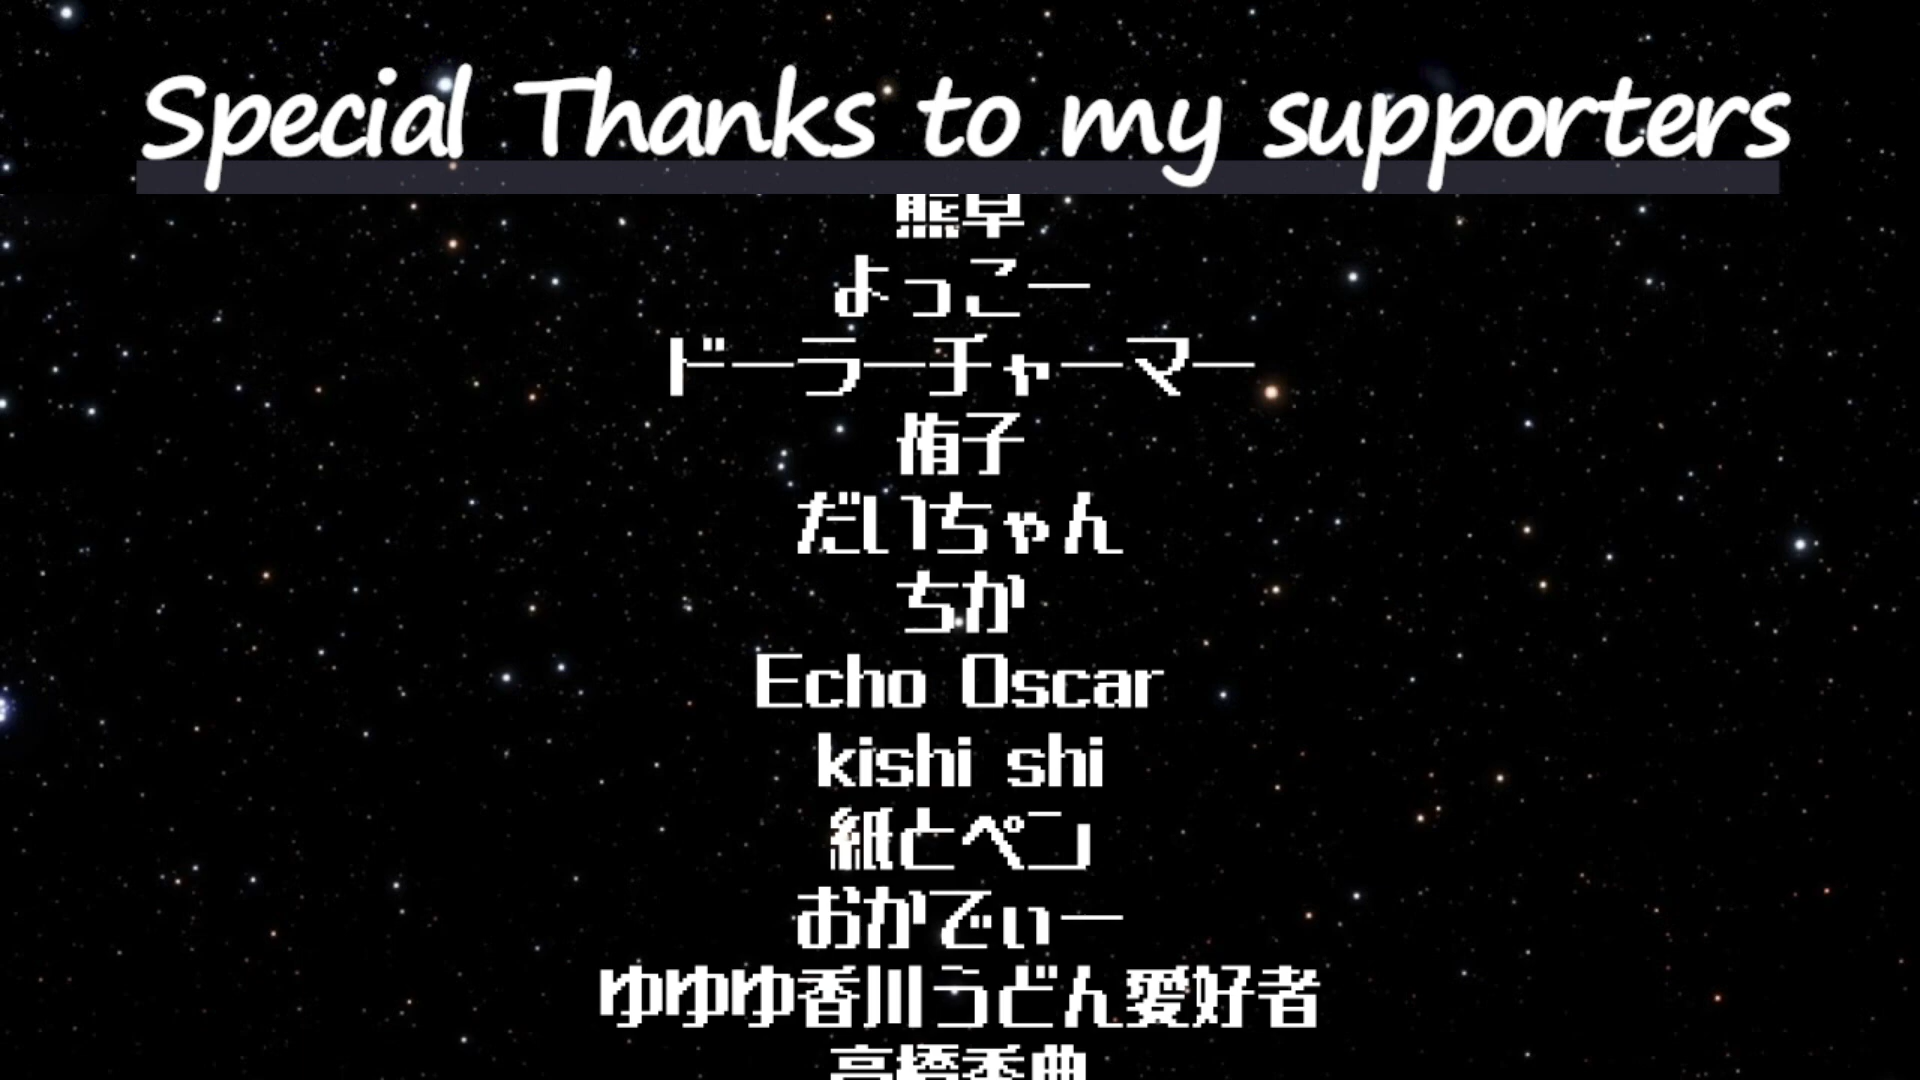 Special Thanks to my supporters
熊草
よっこー
ドーラーチャーマー
侑子
だいちゃん
ちか
Echo Oscar
kishi shi
紙とペン
おかでぃー
ゆゆゆ香川うどん愛好者